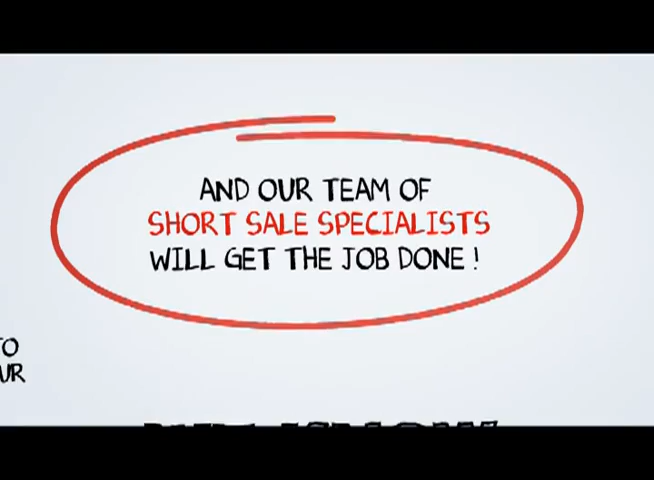 AND OUR TEAM OF
SHORT SALE SPECIALISTS
WILL GET THE JOB DONE !